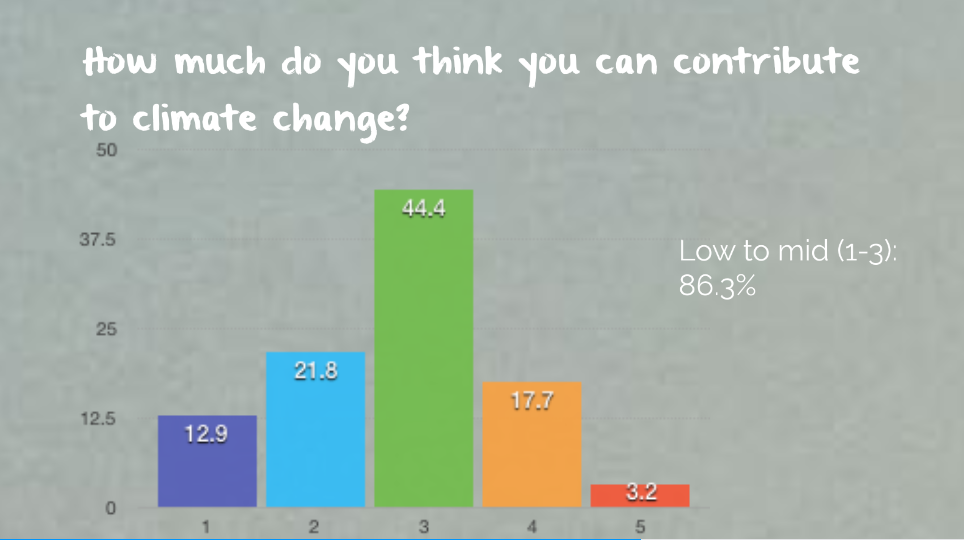 How much do you think you can contribute
to climate change?
50
37.5
25
12.5
0
12.9
21.8
44.4
17.7
3.2
1 2 3 4 5
Low to mid (1-3):
86.3%